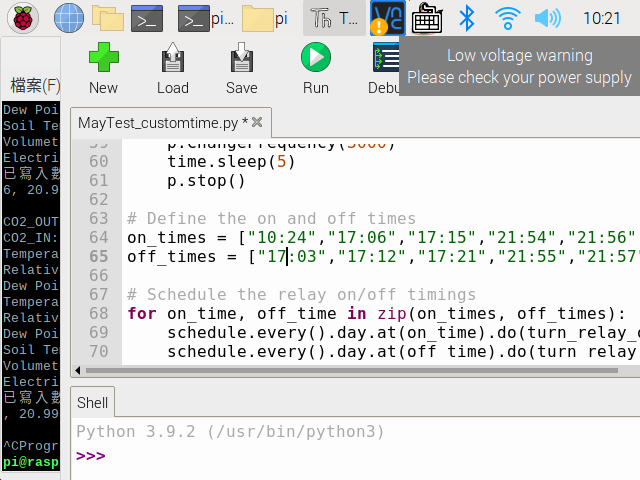 pi... pi T... 10:21
Low voltage warning
Please check your power supply
檔案(F)
New Load Save Run Debu
MayTest_customtime.py *
Dew Poi
Soil Te
Volumet
Electri
已寫入數
6, 20.9
CO2_OUT
CO2_IN:
Tempera
Relativ
Dew Poi
Tempera
Relativ
Dew Poi
Soil Te
Volumet
Electri
已寫入數
, 20.99
^CProgr
pi@rasp
59 p.ChangeFrequency(3000)
60 time.sleep(5)
61 p.stop()
62
63 # Define the on and off times
64 on_times = ["10:24","17:06","17:15","21:54","21:56"
65 off_times = ["17:03","17:12","17:21","21:55","21:57"
66
67 # Schedule the relay on/off timings
68 for on_time, off_time in zip(on_times, off_times):
69 schedule.every().day.at(on_time).do(turn_relay_o
70 schedule.every().day.at(off_time).do(turn_relay
Shell
Python 3.9.2 (/usr/bin/python3)
>>>